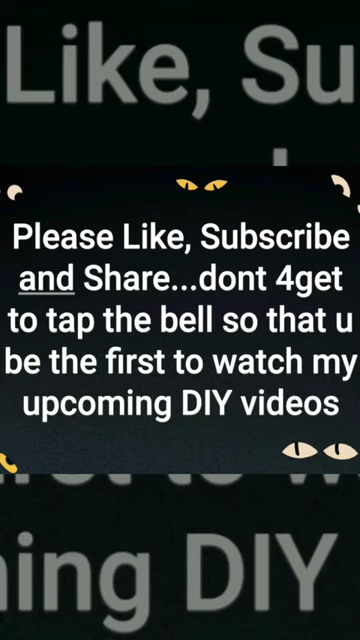 Like, Su
Please Like, Subscribe
and Share...dont 4get
to tap the bell so that u
be the first to watch my
upcoming DIY videos
ning DIY